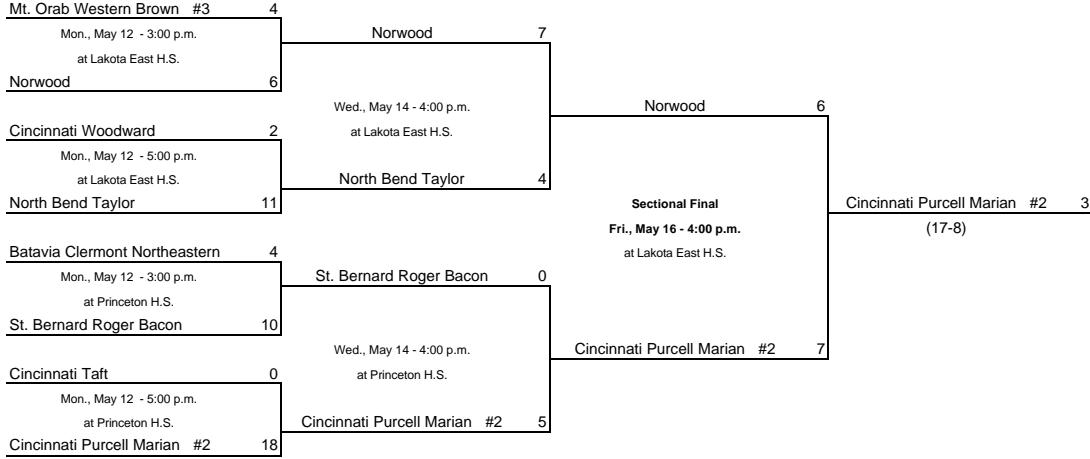 Mt. Orab Western Brown #3 4
Mon., May 12 - 3:00 p.m.
at Lakota East H.S.
Norwood 6
Cincinnati Woodward 2
Mon., May 12 - 5:00 p.m.
at Lakota East H.S.
North Bend Taylor 11
Batavia Clermont Northeastern 4
Mon., May 12 - 3:00 p.m.
at Princeton H.S.
St. Bernard Roger Bacon 10
Cincinnati Taft 0
Mon., May 12 - 5:00 p.m.
at Princeton H.S.
Cincinnati Purcell Marian #2 18
Norwood 7
Wed., May 14 - 4:00 p.m.
at Lakota East H.S.
North Bend Taylor 4
St. Bernard Roger Bacon 0
Wed., May 14 - 4:00 p.m.
at Princeton H.S.
Cincinnati Purcell Marian #2 5
Norwood 6
Sectional Final
Fri., May 16 - 4:00 p.m.
at Lakota East H.S.
Cincinnati Purcell Marian #2 7
Cincinnati Purcell Marian #2 3
(17-8)